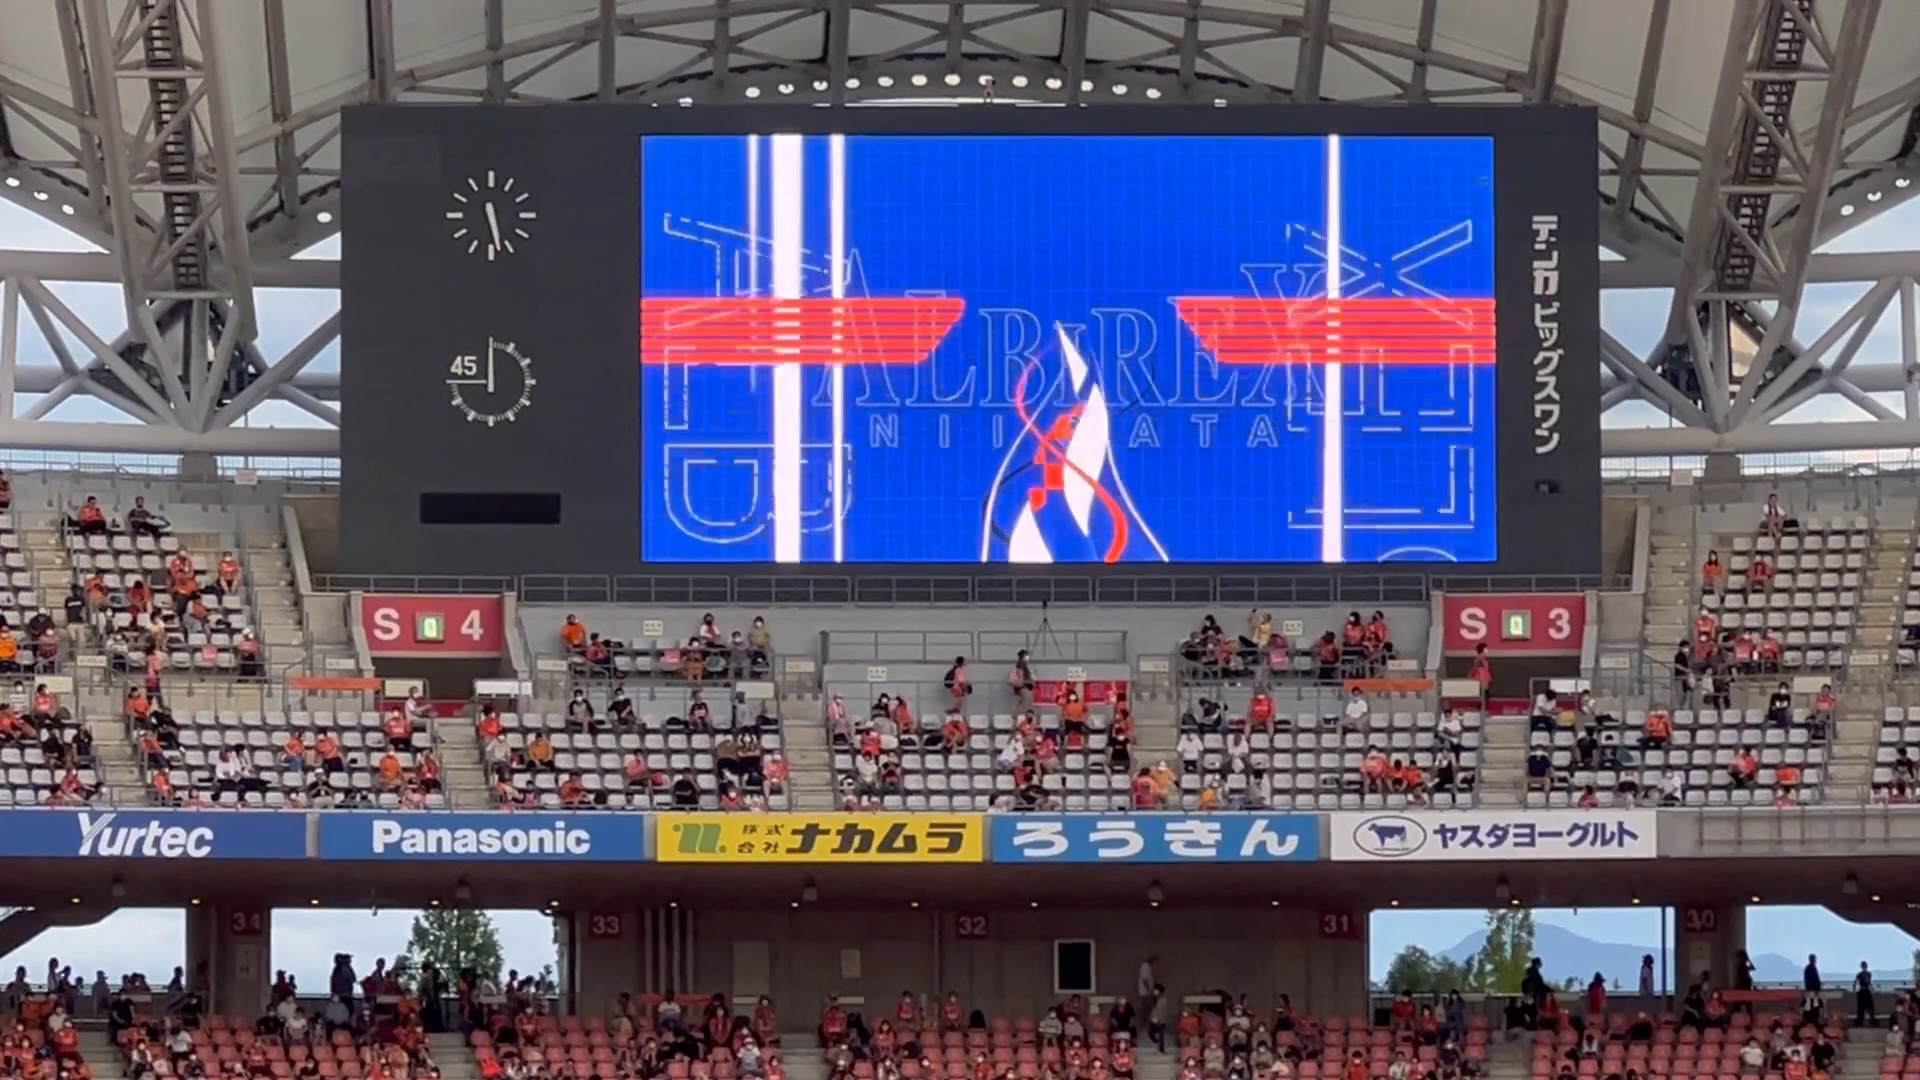 ALBIREX
NIIGATA
45
デンカビッグスワン
S 4
S 3
Yurtec
Panasonic
株式会社ナカムラ
ろうきん
ヤスダヨーグルト
34
33
32
31
30